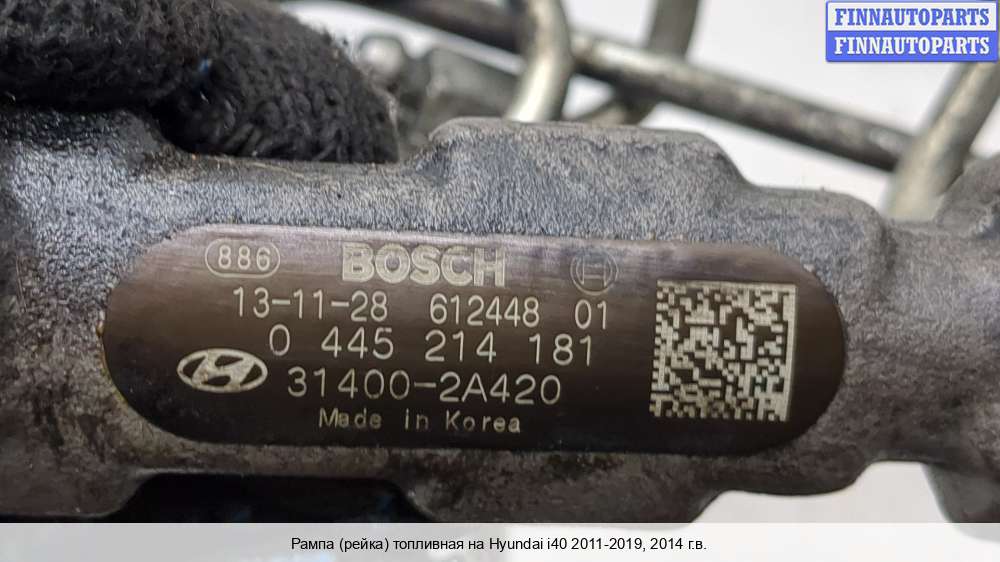 FINNAUTOPARTS
FINNAUTOPARTS
886 BOSCH
13-11-28 612448 01
0 445 214 181
31400-2A420
Made in Korea
Рампа (рейка) топливная на Hyundai i40 2011-2019, 2014 г.в.